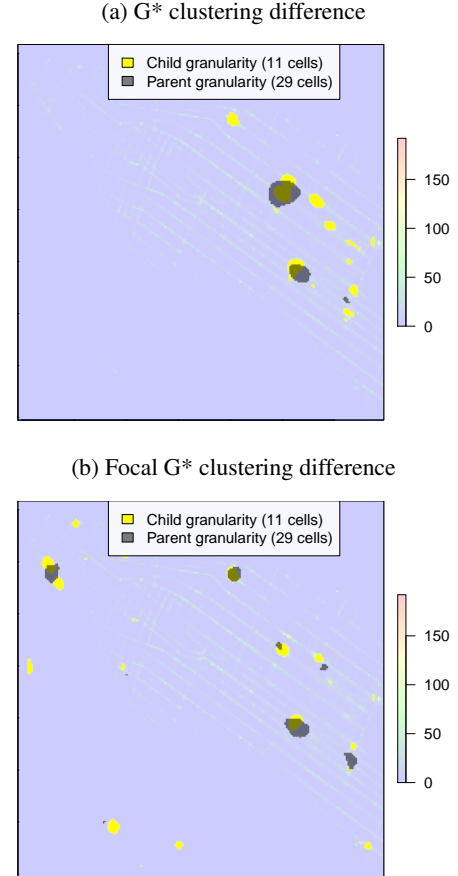 (a) G* clustering difference
Child granularity (11 cells)
Parent granularity (29 cells)
150
100
50
0
(b) Focal G* clustering difference
Child granularity (11 cells)
Parent granularity (29 cells)
150
100
50
0